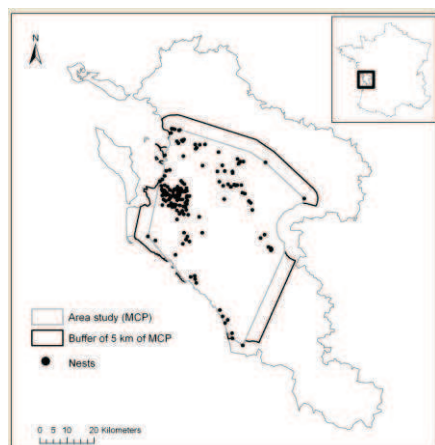 N
Area study (MCP)
Buffer of 5 km of MCP
Nests
0 5 10 20 Kilometers